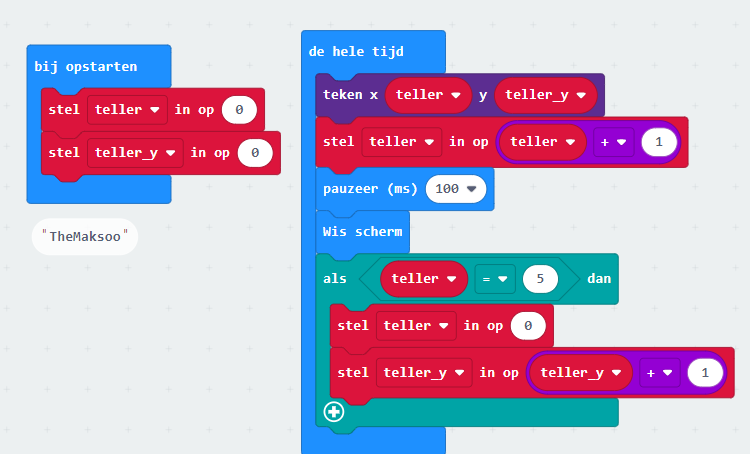 bij opstarten
stel teller in op 0
stel teller_y in op 0
"TheMaksoo"
de hele tijd
teken x teller y teller_y
stel teller in op teller + 1
pauzeer (ms) 100
Wis scherm
als teller = 5 dan
stel teller in op 0
stel teller_y in op teller_y + 1